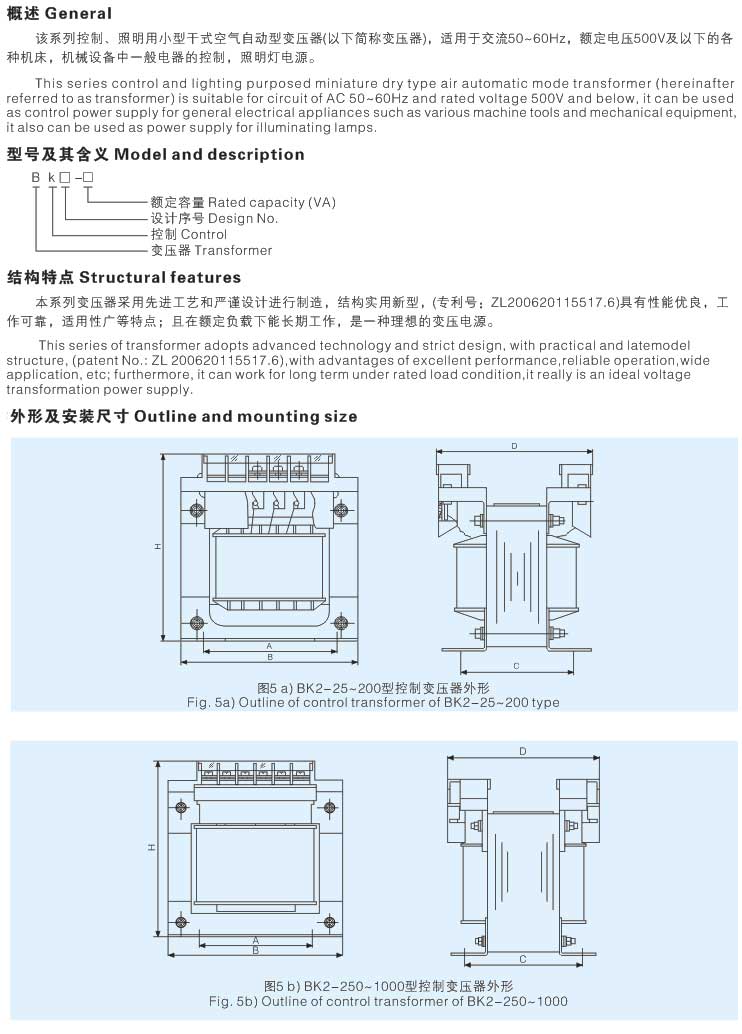 概述 General
该系列控制、照明用小型干式空气自动型变压器(以下简称变压器)，适用于交流50~60Hz，额定电压500V及以下的各
种机床，机械设备中一般电器的控制，照明灯电源。
This series control and lighting purposed miniature dry type air automatic mode transformer (hereinafter
referred to as transformer) is suitable for circuit of AC 50~60Hz and rated voltage 500V and below, it can be used
as control power supply for general electrical appliances such as various machine tools and mechanical equipment,
it also can be used as power supply for illuminating lamps.
型号及其含义 Model and description
B k□-□
额定容量 Rated capacity (VA)
设计序号 Design No.
控制 Control
变压器 Transformer
结构特点 Structural features
本系列变压器采用先进工艺和严谨设计进行制造，结构实用新型，(专利号：ZL200620115517.6)具有性能优良，工
作可靠，适用性广等特点；且在额定负载下能长期工作，是一种理想的变压电源。
This series of transformer adopts advanced technology and strict design, with practical and latemodel
structure, (patent No.: ZL 200620115517.6),with advantages of excellent performance,reliable operation,wide
application, etc; furthermore, it can work for long term under rated load condition,it really is an ideal voltage
transformation power supply.
外形及安装尺寸 Outline and mounting size
H
A
B
D
C
图5 a) BK2-25~200型控制变压器外形
Fig. 5a) Outline of control transformer of BK2-25~200 type
H
A
B
D
C
图5 b) BK2-250~1000型控制变压器外形
Fig. 5b) Outline of control transformer of BK2-250~1000